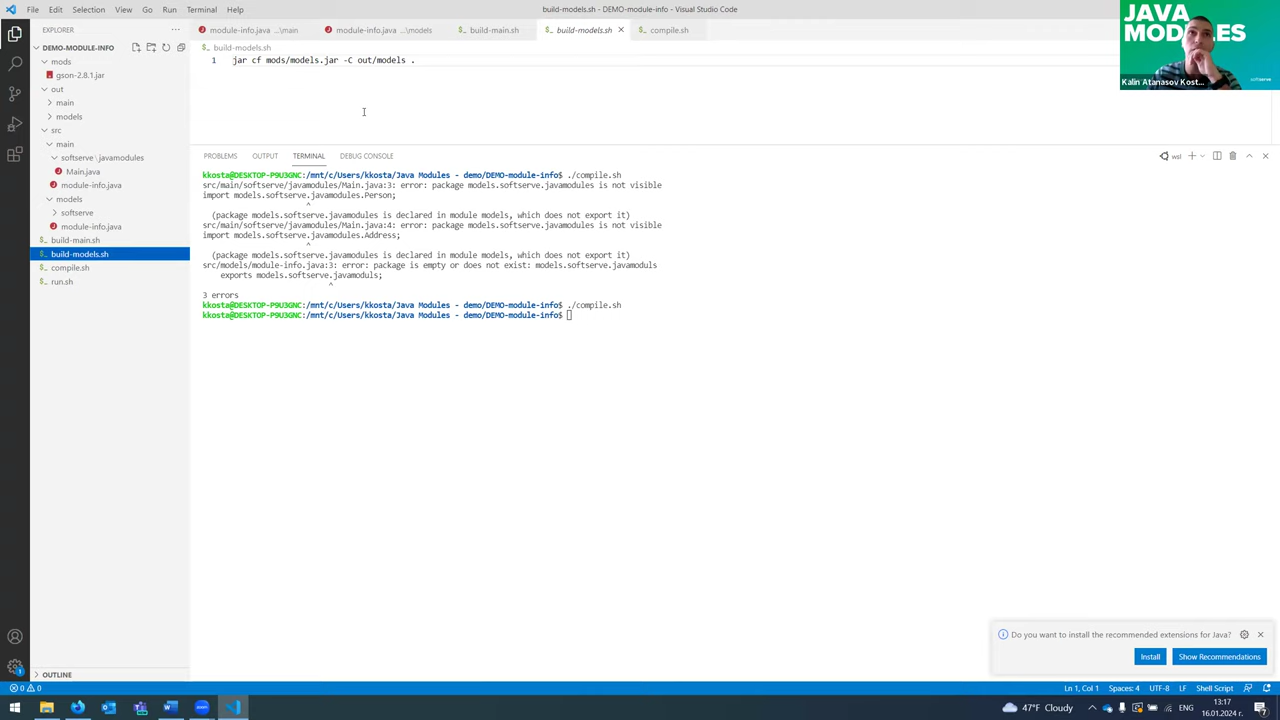 File Edit Selection View Go Run Terminal Help
build-models.sh - DEMO-module-info - Visual Studio Code
EXPLORER
DEMO-MODULE-INFO
mods
gson-2.8.1.jar
out
main
models
src
main
softserve \ javamodules
Main.java
module-info.java
models
softserve
module-info.java
build-main.sh
build-models.sh
compile.sh
run.sh
OUTLINE
module-info.java ...\main
module-info.java ...\models
build-main.sh
build-models.sh
compile.sh
build-models.sh
1 jar cf mods/models.jar -C out/models .
PROBLEMS OUTPUT TERMINAL DEBUG CONSOLE
wsl
kkosta@DESKTOP-P9U3GNC:/mnt/c/Users/kkosta/Java Modules - demo/DEMO-module-info$ ./compile.sh
src/main/softserve/javamodules/Main.java:3: error: package models.softserve.javamodules is not visible
import models.softserve.javamodules.Person;
^
(package models.softserve.javamodules is declared in module models, which does not export it)
src/main/softserve/javamodules/Main.java:4: error: package models.softserve.javamodules is not visible
import models.softserve.javamodules.Address;
^
(package models.softserve.javamodules is declared in module models, which does not export it)
src/models/module-info.java:3: error: package is empty or does not exist: models.softserve.javamoduls
exports models.softserve.javamoduls;
^
3 errors
kkosta@DESKTOP-P9U3GNC:/mnt/c/Users/kkosta/Java Modules - demo/DEMO-module-info$ ./compile.sh
kkosta@DESKTOP-P9U3GNC:/mnt/c/Users/kkosta/Java Modules - demo/DEMO-module-info$
JAVA
MODULES
Kalin Atanasov Kost...
softserve
Do you want to install the recommended extensions for Java?
Install
Show Recommendations
0 0
Ln 1, Col 1 Spaces: 4 UTF-8 LF Shell Script
47°F Cloudy
ENG
13:17
16.01.2024 г.
7